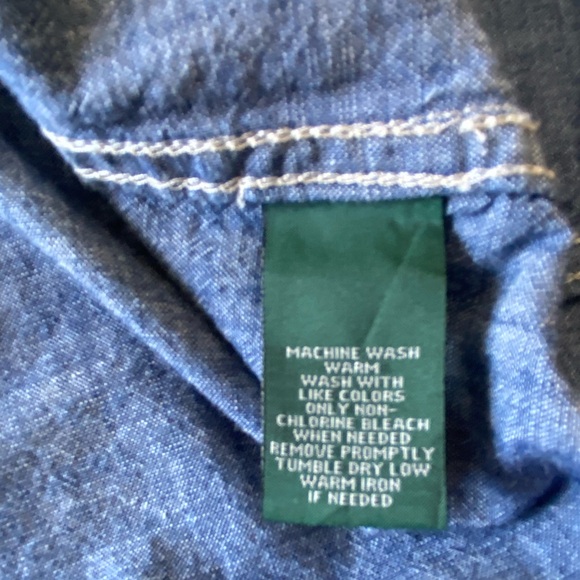 MACHINE WASH
WARM
WASH WITH
LIKE COLORS
ONLY NON-
CHLORINE BLEACH
WHEN NEEDED
REMOVE PROMPTLY
TUMBLE DRY LOW
WARM IRON
IF NEEDED